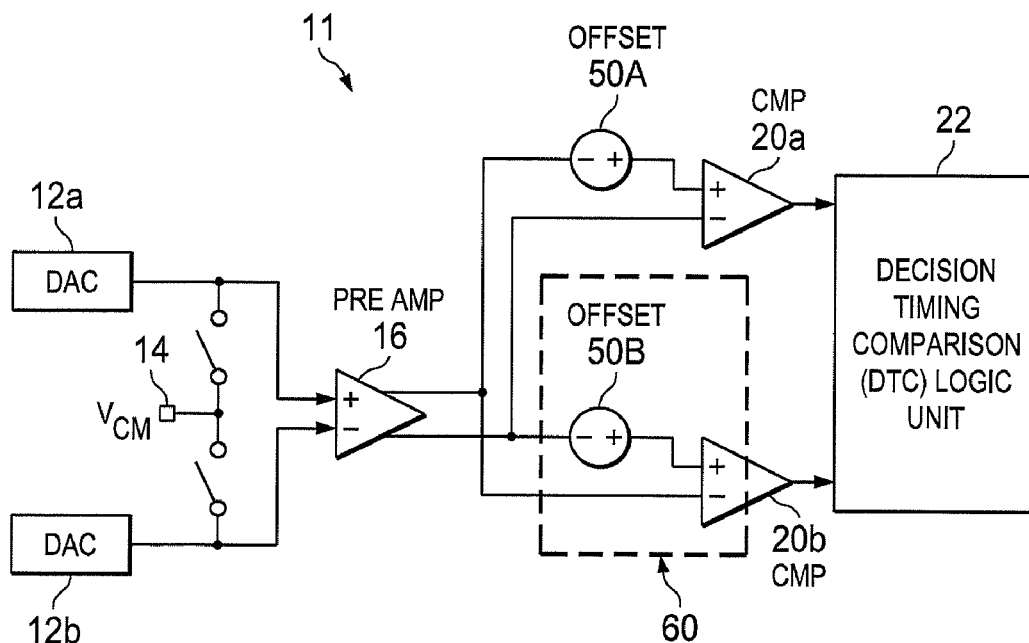 11
OFFSET
50A
CMP
20a
22
12a
DAC
PRE AMP
16
14
VCM
+
−
− +
+
−
OFFSET
50B
− +
+
−
DECISION
TIMING
COMPARISON
(DTC) LOGIC
UNIT
DAC
12b
20b
CMP
60